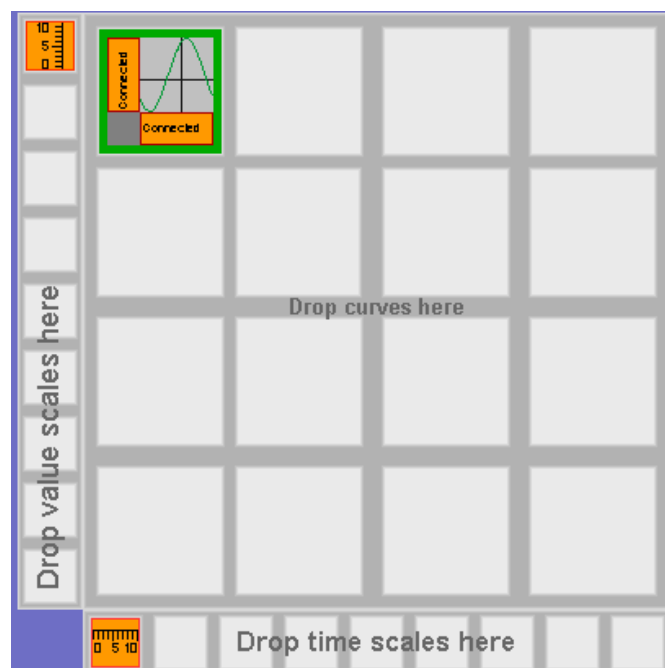 10
5
0
Connected
Connected
Drop curves here
Drop value scales here
0 5 10
Drop time scales here